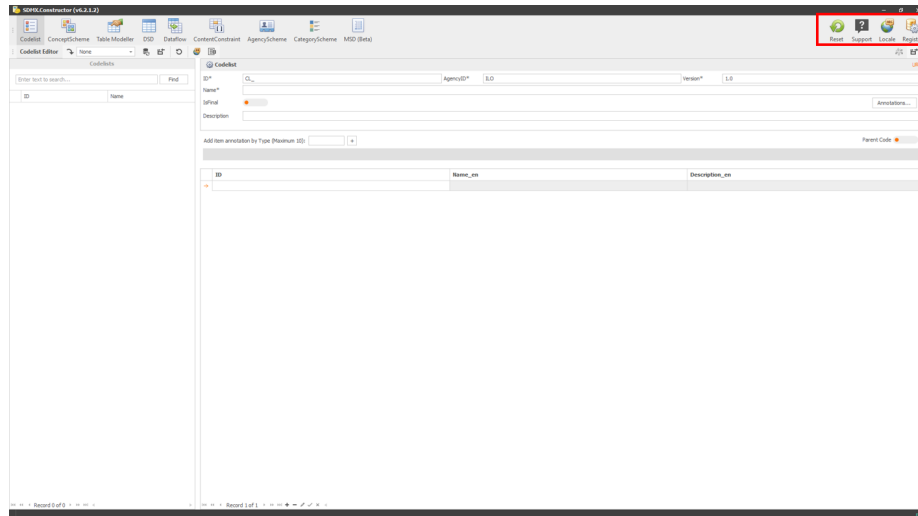 SDMX.Constructor (v6.2.1.2)
Codelist ConceptScheme Table Modeller DSD Dataflow ContentConstraint AgencyScheme CategoryScheme MSD (Beta) Reset Support Locale Regist
Codelist Editor None
Codelists
Codelist
Enter text to search... Find
ID* CL_ AgencyID* ILO Version* 1.0
Name*
ID Name
IsFinal Annotations...
Description
Add item annotation by Type (Maximum 10): Parent Code
ID Name_en Description_en
Record 0 of 0 Record 1 of 1